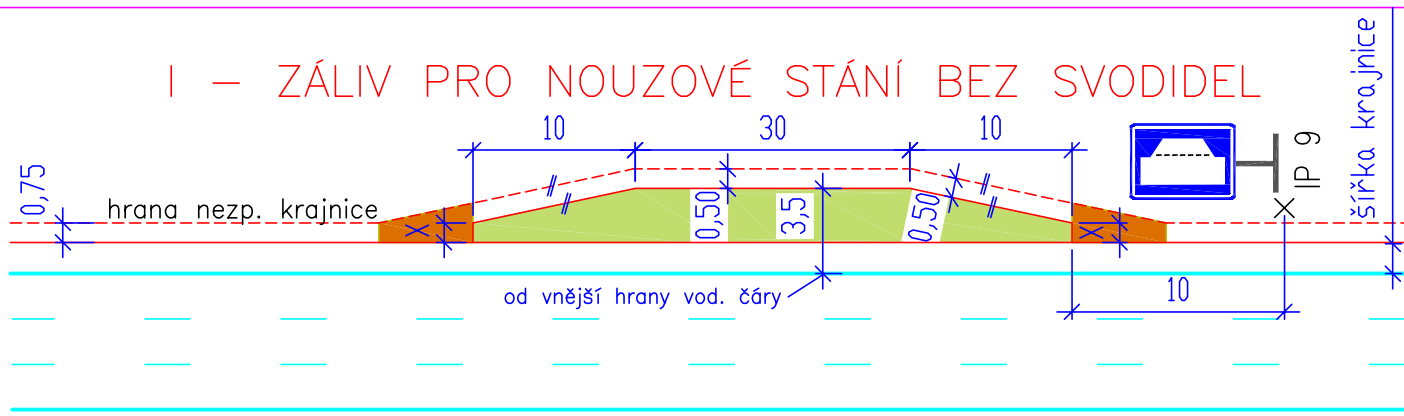 I – ZÁLIV PRO NOUZOVÉ STÁNÍ BEZ SVODIDEL
10
30
10
0,75
hrana nezp. krajnice
X
0,50
3,5
0,50
X
IP 9
šířka krajnice
od vnější hrany vod. čáry
10